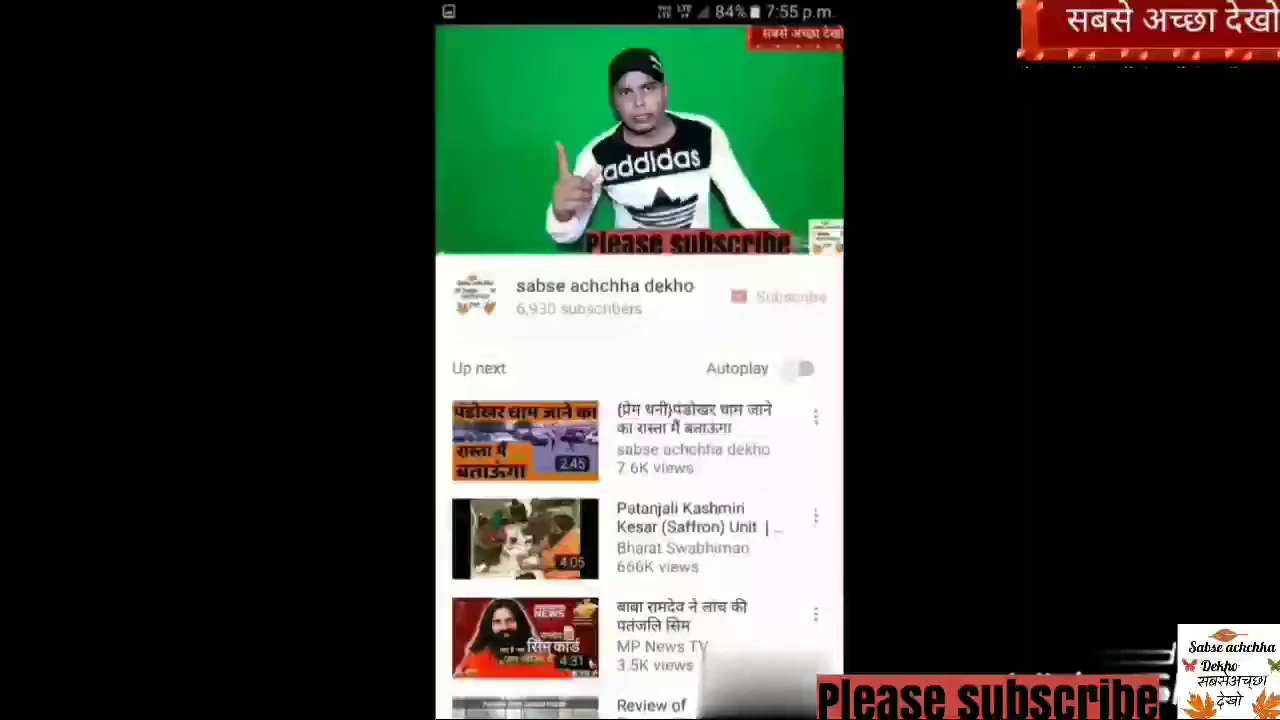 84% 7:55 p.m.
सबसे अच्छा देखो
सबसे अच्छा देखो
addidas
Please subscribe
sabse achchha dekho
Subscribe
6,930 subscribers
Up next
Autoplay
पंडोखर धाम जाने का
रास्ता मैं
बताऊंगा
2:45
(प्रेम धनी)पंडोखर धाम जाने
का रास्ता मैं बताऊंगा
sabse achchha dekho
7.6K views
4:05
Patanjali Kashmiri
Kesar (Saffron) Unit | ...
Bharat Swabhiman
666K views
NEWS
सिम कार्ड
4:31
बाबा रामदेव ने लांच की
पतंजलि सिम
MP News TV
3.5K views
Review of
Please subscribe
Sabse achchha
Dekho
सबसेअच्छा
देखो